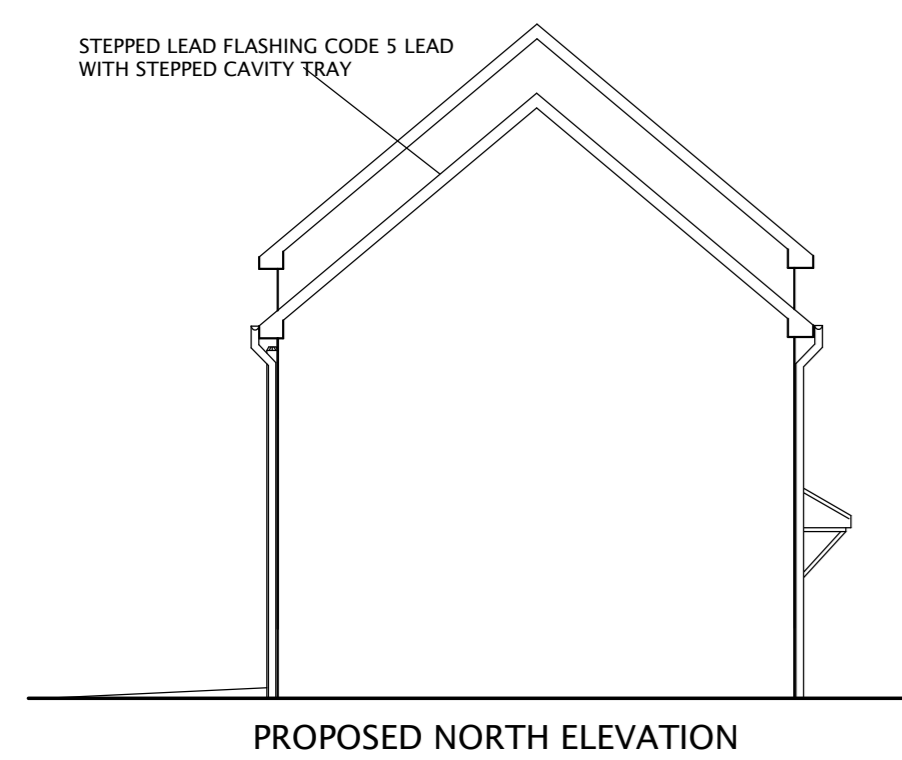 STEPPED LEAD FLASHING CODE 5 LEAD
WITH STEPPED CAVITY TRAY
PROPOSED NORTH ELEVATION